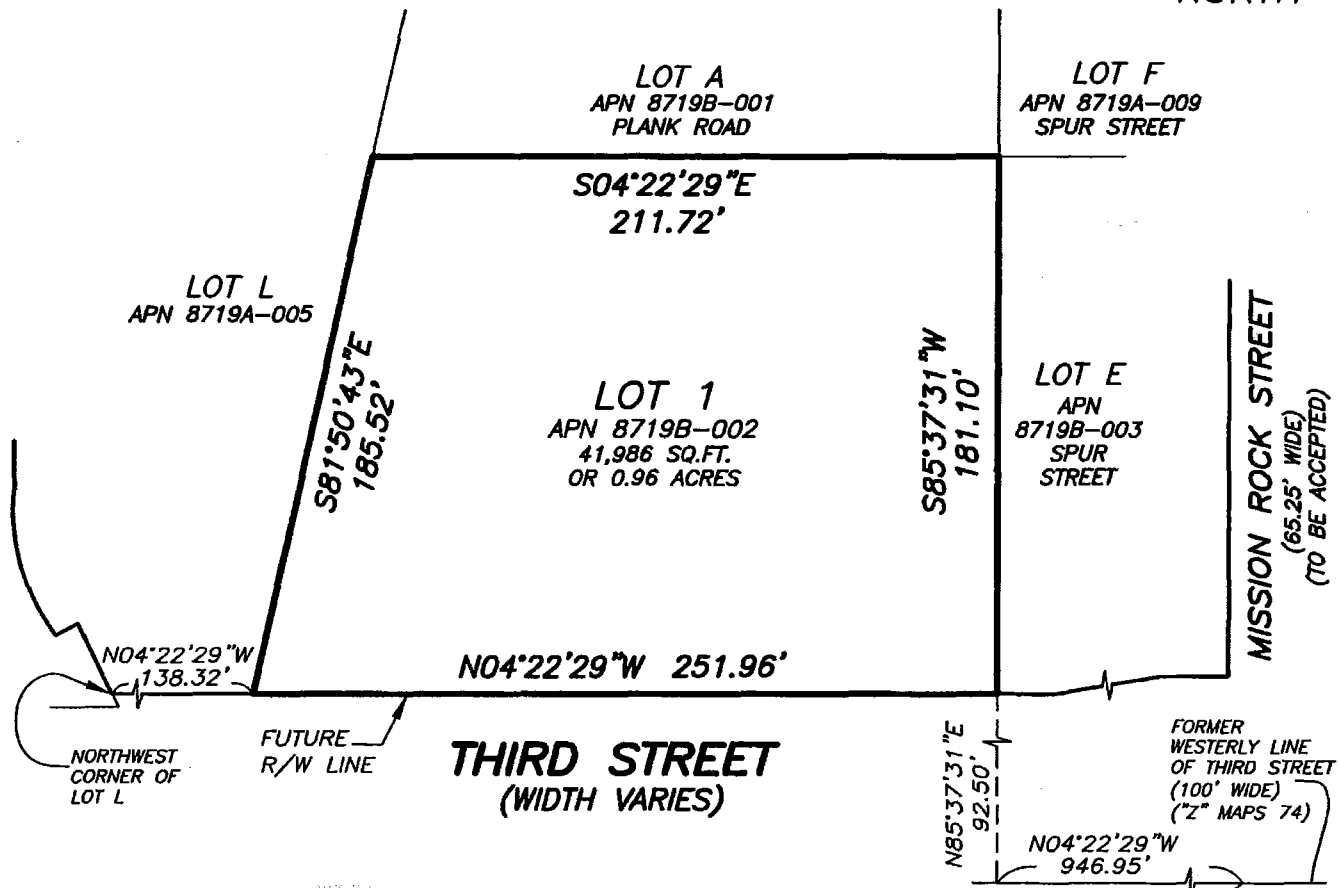 NORTH
LOT A
APN 8719B-001
PLANK ROAD
LOT F
APN 8719A-009
SPUR STREET
S04°22'29"E
211.72'
LOT L
APN 8719A-005
S81°50'43"E
185.52'
LOT 1
APN 8719B-002
41,986 SQ.FT.
OR 0.96 ACRES
S85°37'31"W
181.10'
LOT E
APN
8719B-003
SPUR
STREET
MISSION ROCK STREET
(65.25' WIDE)
(TO BE ACCEPTED)
N04°22'29"W
138.32'
N04°22'29"W 251.96'
NORTHWEST
CORNER OF
LOT L
FUTURE
R/W LINE
THIRD STREET
(WIDTH VARIES)
N85°37'31"E
92.50'
FORMER
WESTERLY LINE
OF THIRD STREET
(100' WIDE)
("Z" MAPS 74)
N04°22'29"W
946.95'